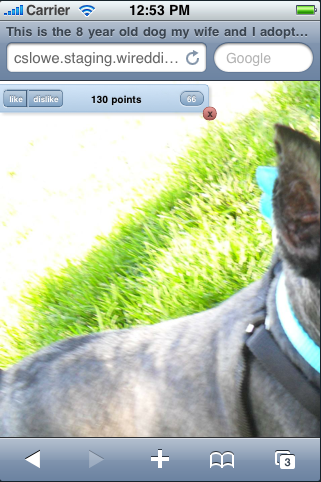 Carrier 12:53 PM
This is the 8 year old dog my wife and I adopt...
cslowe.staging.wireddi... Google
like dislike 130 points 66
x
3